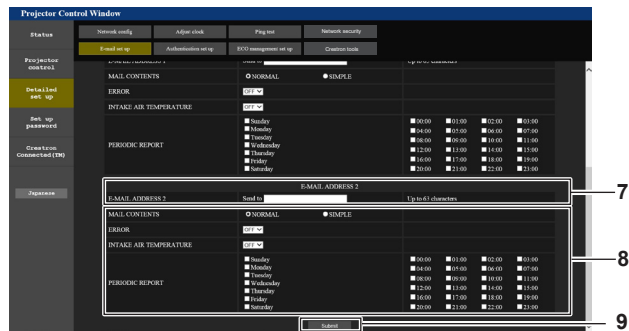 Projector Control Window
Status
Projector control
Detailed set up
Set up password
Crestron Connected(TM)
Japanese
Network config Adjust clock Ping test Network security
E-mail set up Authentication set up ECO management set up Crestron tools
E-MAIL ADDRESS 1 Send to Up to 63 characters
MAIL CONTENTS NORMAL SIMPLE
ERROR OFF
INTAKE AIR TEMPERATURE OFF
PERIODIC REPORT
Sunday
Monday
Tuesday
Wednesday
Thursday
Friday
Saturday
00:00 01:00 02:00 03:00
04:00 05:00 06:00 07:00
08:00 09:00 10:00 11:00
12:00 13:00 14:00 15:00
16:00 17:00 18:00 19:00
20:00 21:00 22:00 23:00
E-MAIL ADDRESS 2
E-MAIL ADDRESS 2 Send to Up to 63 characters
7
MAIL CONTENTS NORMAL SIMPLE
ERROR OFF
INTAKE AIR TEMPERATURE OFF
PERIODIC REPORT
Sunday
Monday
Tuesday
Wednesday
Thursday
Friday
Saturday
00:00 01:00 02:00 03:00
04:00 05:00 06:00 07:00
08:00 09:00 10:00 11:00
12:00 13:00 14:00 15:00
16:00 17:00 18:00 19:00
20:00 21:00 22:00 23:00
8
Submit
9